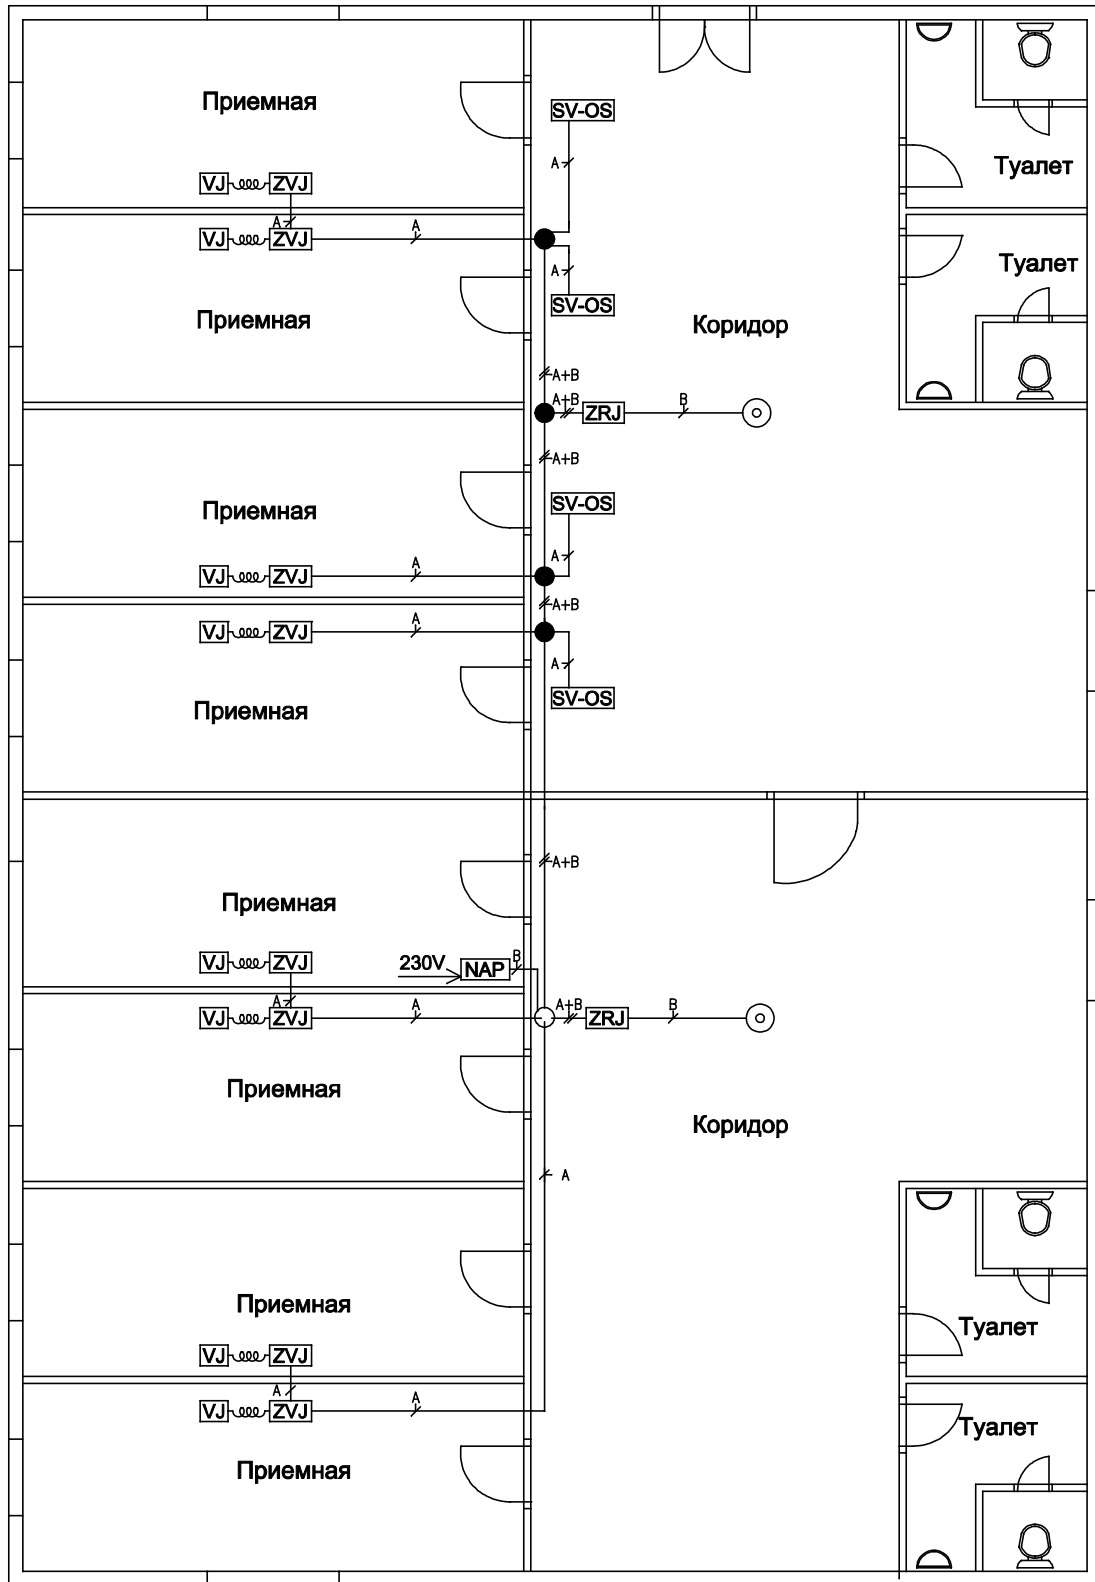 Приемная
SV-OS
A
Туалет
VJ
ZVJ
A
VJ
ZVJ
A
A
SV-OS
Туалет
Приемная
Коридор
A+B
A+B
ZRJ
B
A+B
SV-OS
Приемная
A
VJ
ZVJ
A
A+B
VJ
ZVJ
A
A
SV-OS
Приемная
A+B
Приемная
VJ
ZVJ
230V
NAP
B
A
VJ
ZVJ
A
A+B
ZRJ
B
Приемная
Коридор
A
Приемная
Туалет
VJ
ZVJ
A
VJ
ZVJ
A
Туалет
Приемная